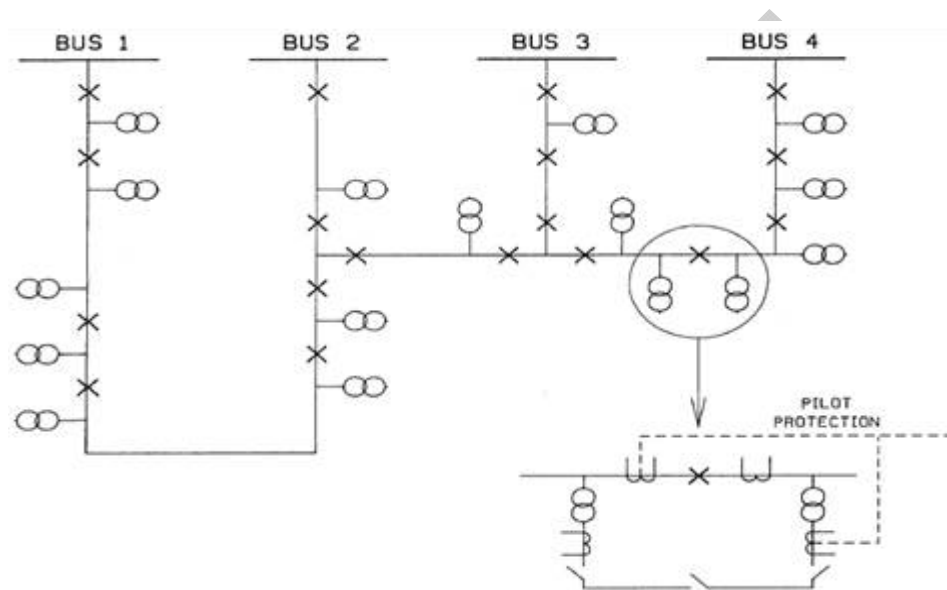 BUS 1
BUS 2
BUS 3
BUS 4
PILOT
PROTECTION